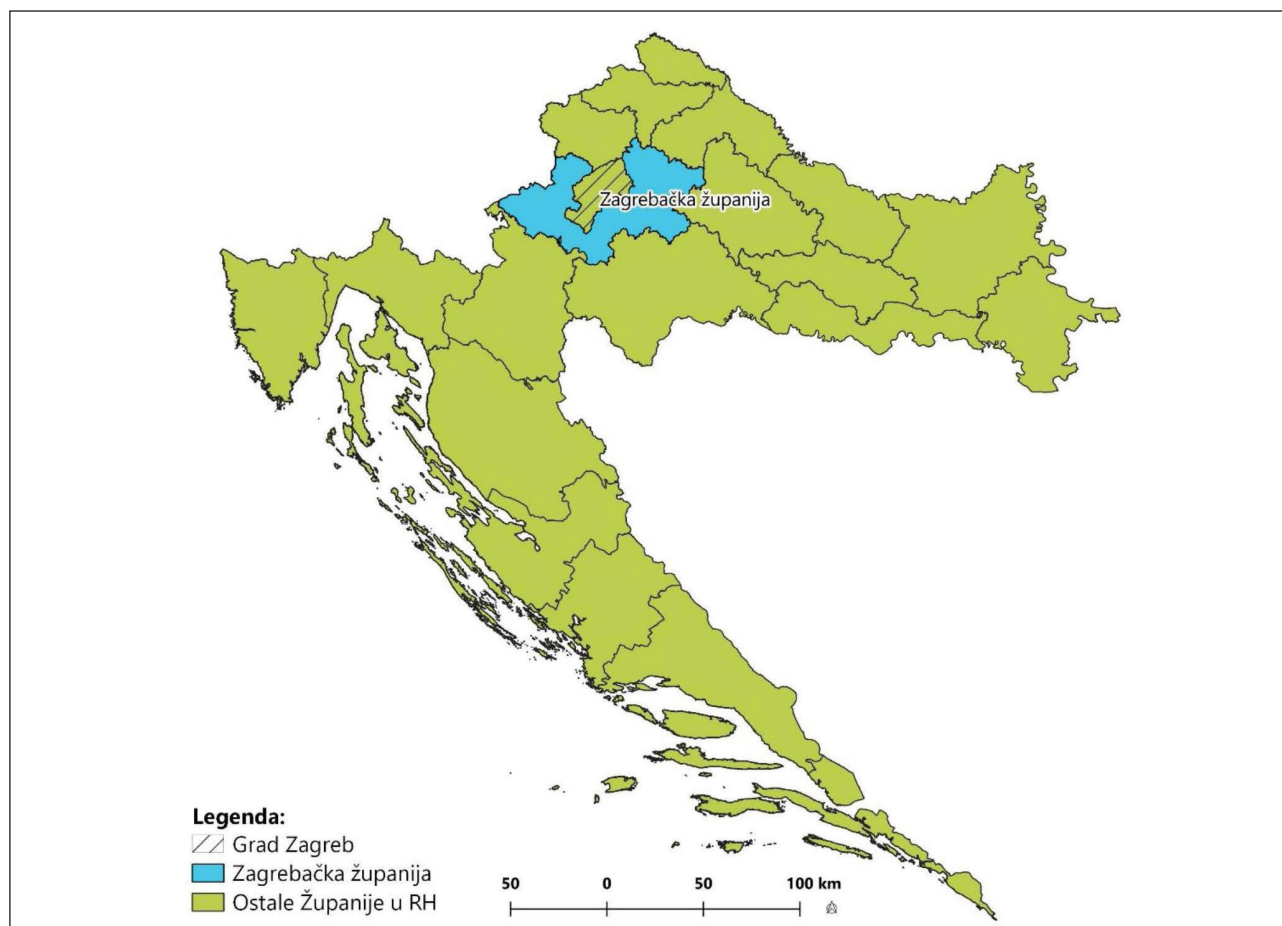 Zagrebačka županija
Legenda:
Grad Zagreb
Zagrebačka županija
Ostale Županije u RH
50 0 50 100 km